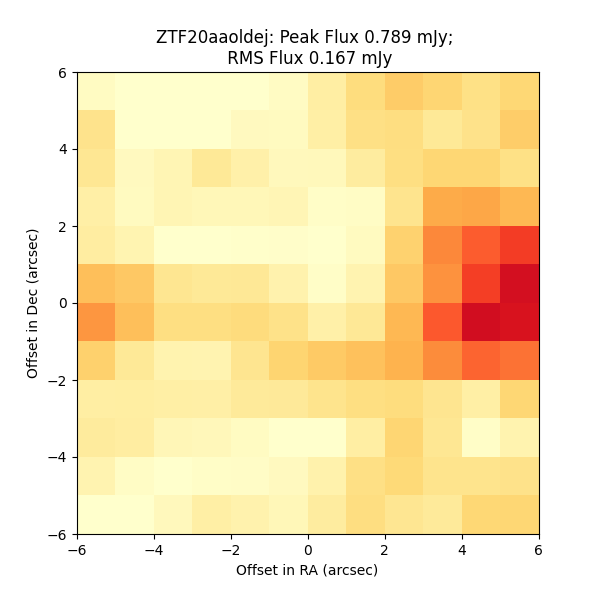 ZTF20aaoldej: Peak Flux 0.789 mJy;
RMS Flux 0.167 mJy
6
4
2
0
−2
−4
−6
Offset in Dec (arcsec)
−6 −4 −2 0 2 4 6
Offset in RA (arcsec)